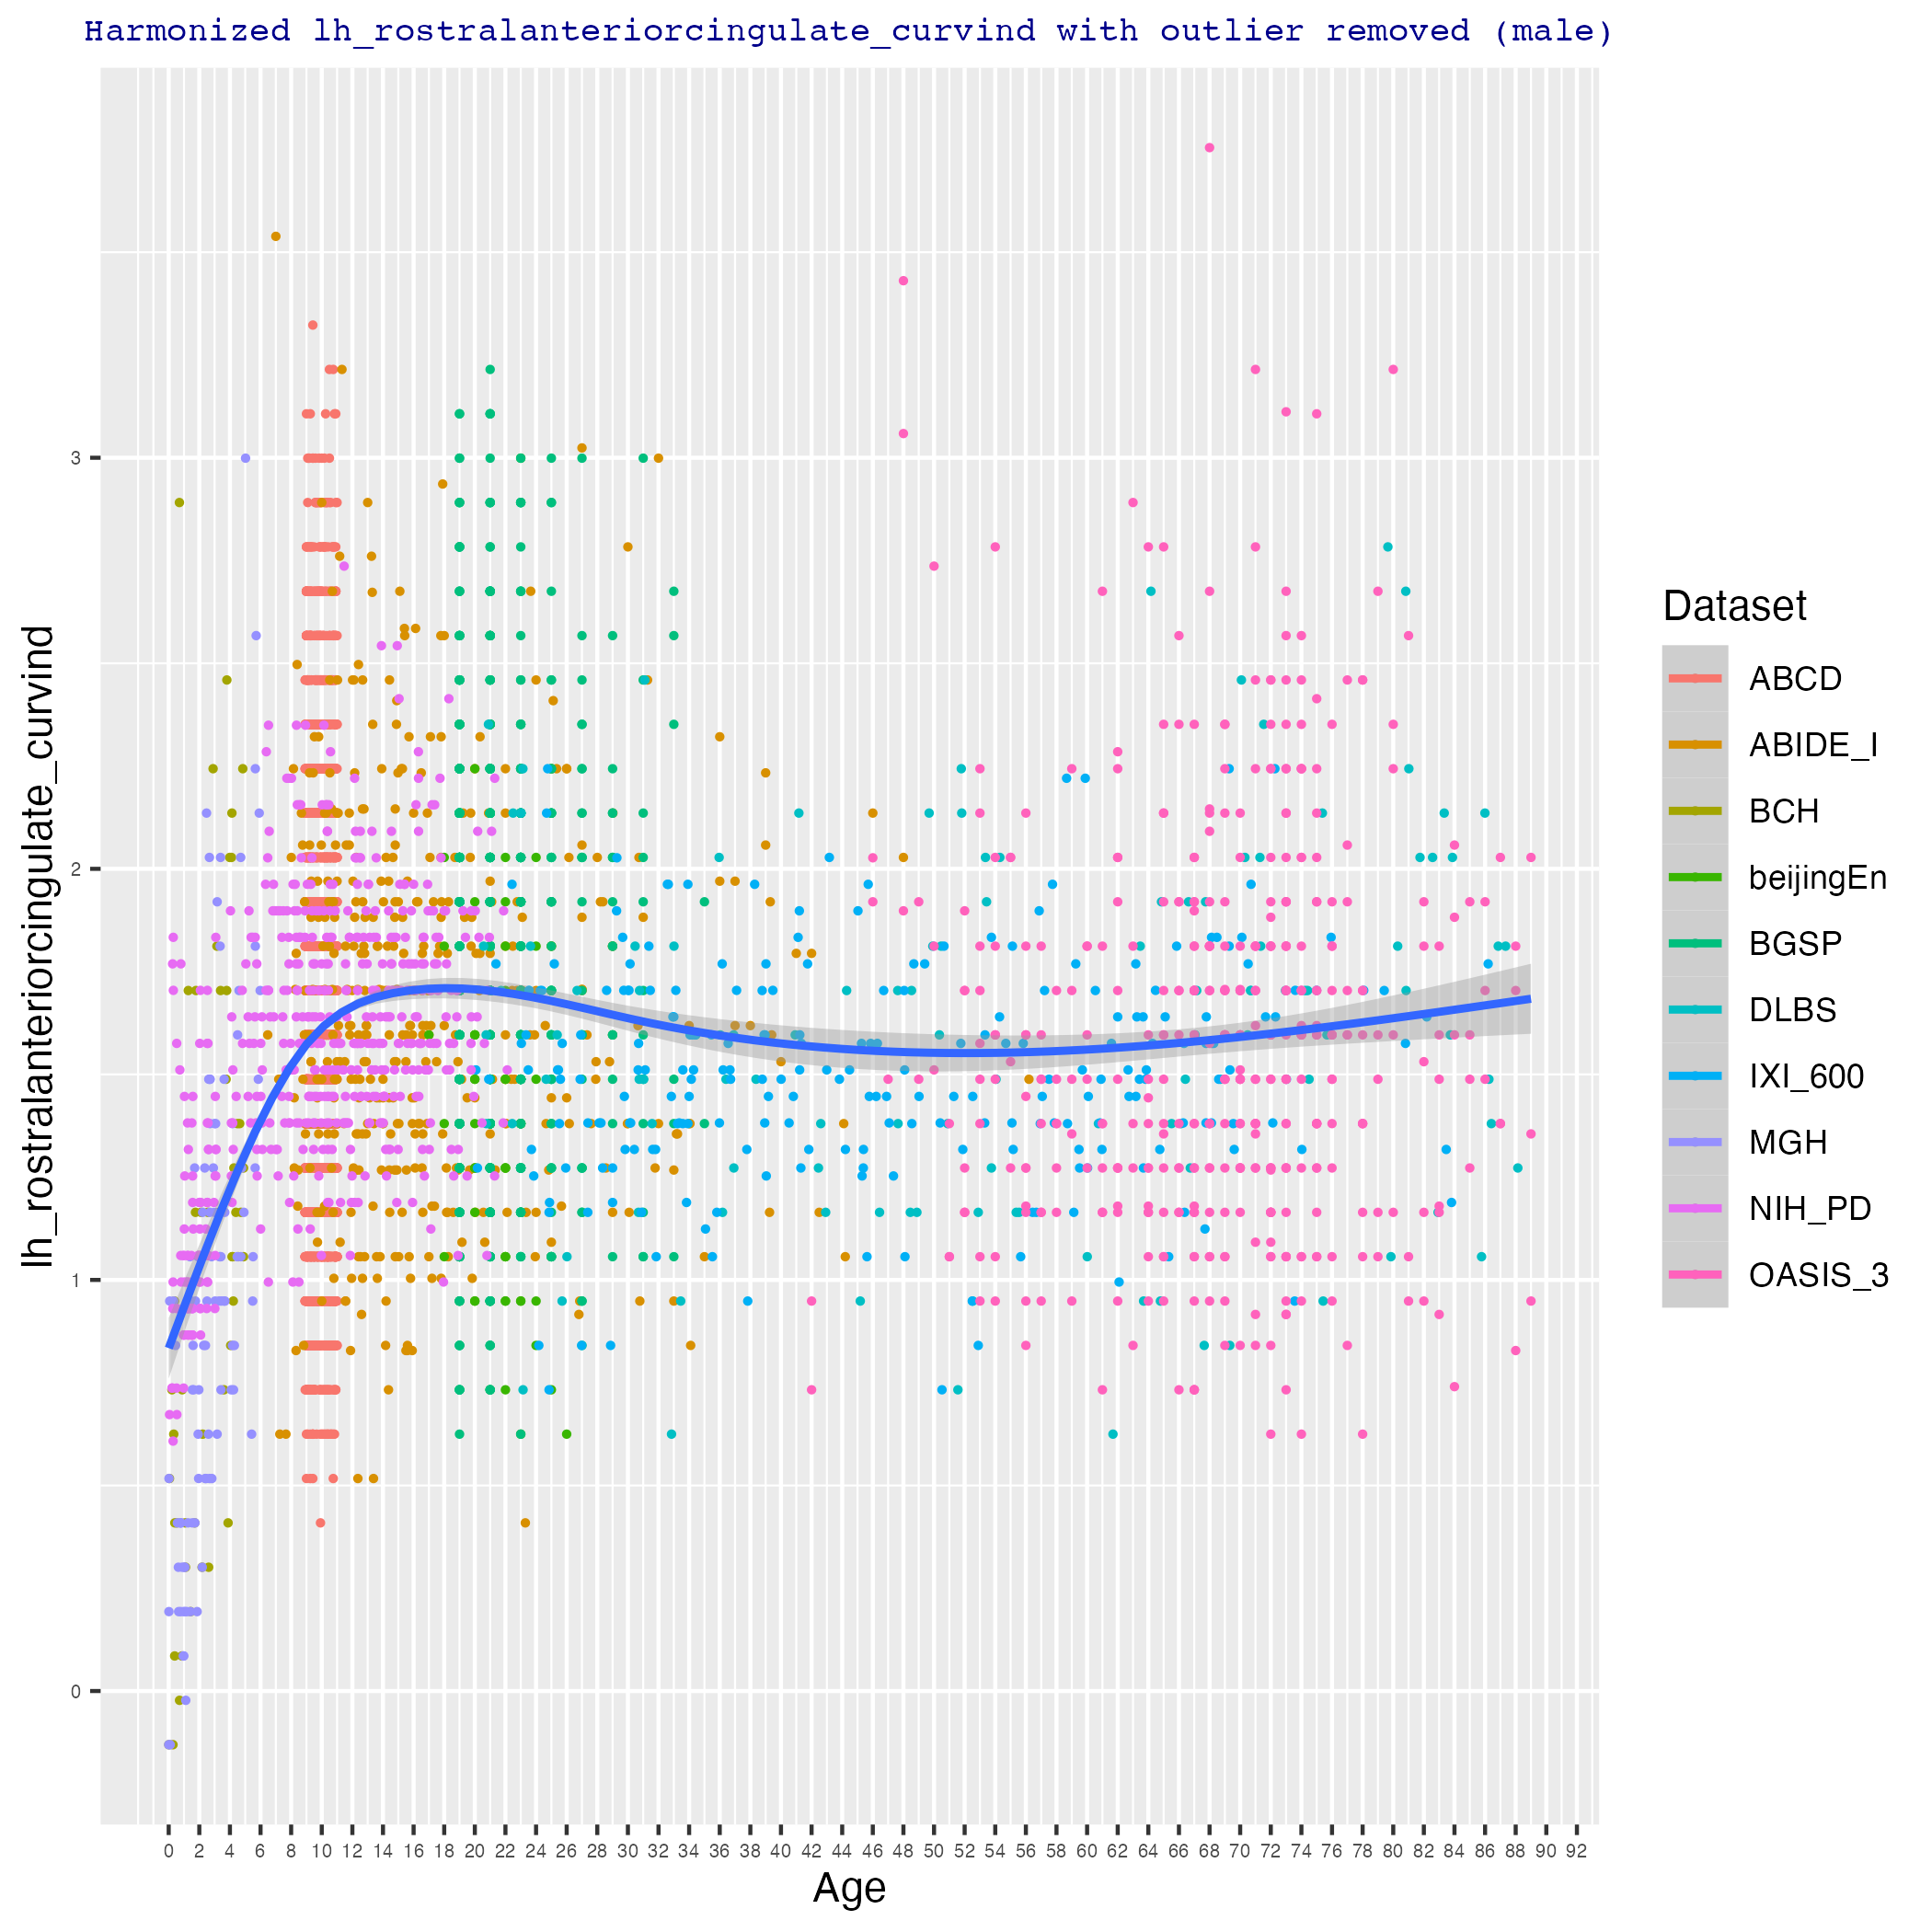 Harmonized lh_rostralanteriorcingulate_curvind with outlier removed (male)
lh_rostralanteriorcingulate_curvind
3
2
1
0
0 2 4 6 8 10 12 14 16 18 20 22 24 26 28 30 32 34 36 38 40 42 44 46 48 50 52 54 56 58 60 62 64 66 68 70 72 74 76 78 80 82 84 86 88 90 92
Age
Dataset
ABCD
ABIDE_I
BCH
beijingEn
BGSP
DLBS
IXI_600
MGH
NIH_PD
OASIS_3